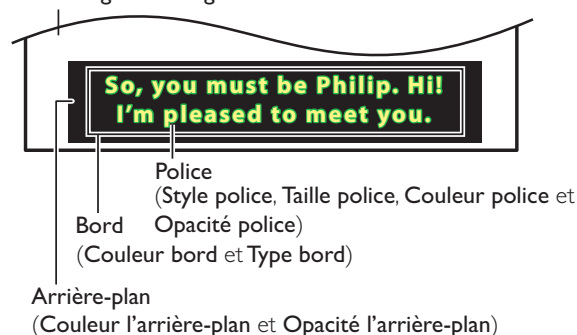 So, you must be Philip. Hi!
I'm pleased to meet you.
Police
(Style police, Taille police, Couleur police et
Bord Opacité police)
(Couleur bord et Type bord)
Arrière-plan
(Couleur l'arrière-plan et Opacité l'arrière-plan)